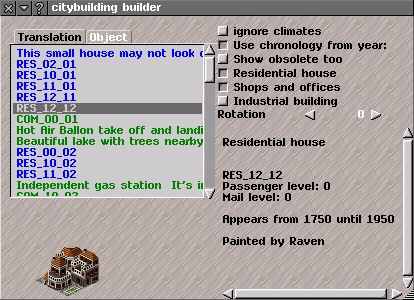 citybuilding builder
Translation Object
This small house may not look
RES_02_01
RES_10_01
RES_11_01
RES_12_11
RES_12_12
COM_00_01
Hot Air Ballon take off and landi
Beautiful lake with trees nearby
RES_00_02
RES_10_02
RES_11_02
Independent gas station It's i
COM_10_02
ignore climates
Use chronology from year:
Show obsolete too
Residential house
Shops and offices
Industrial building
Rotation 0
Residential house
RES_12_12
Passenger level: 0
Mail level: 0
Appears from 1750 until 1950
Painted by Raven